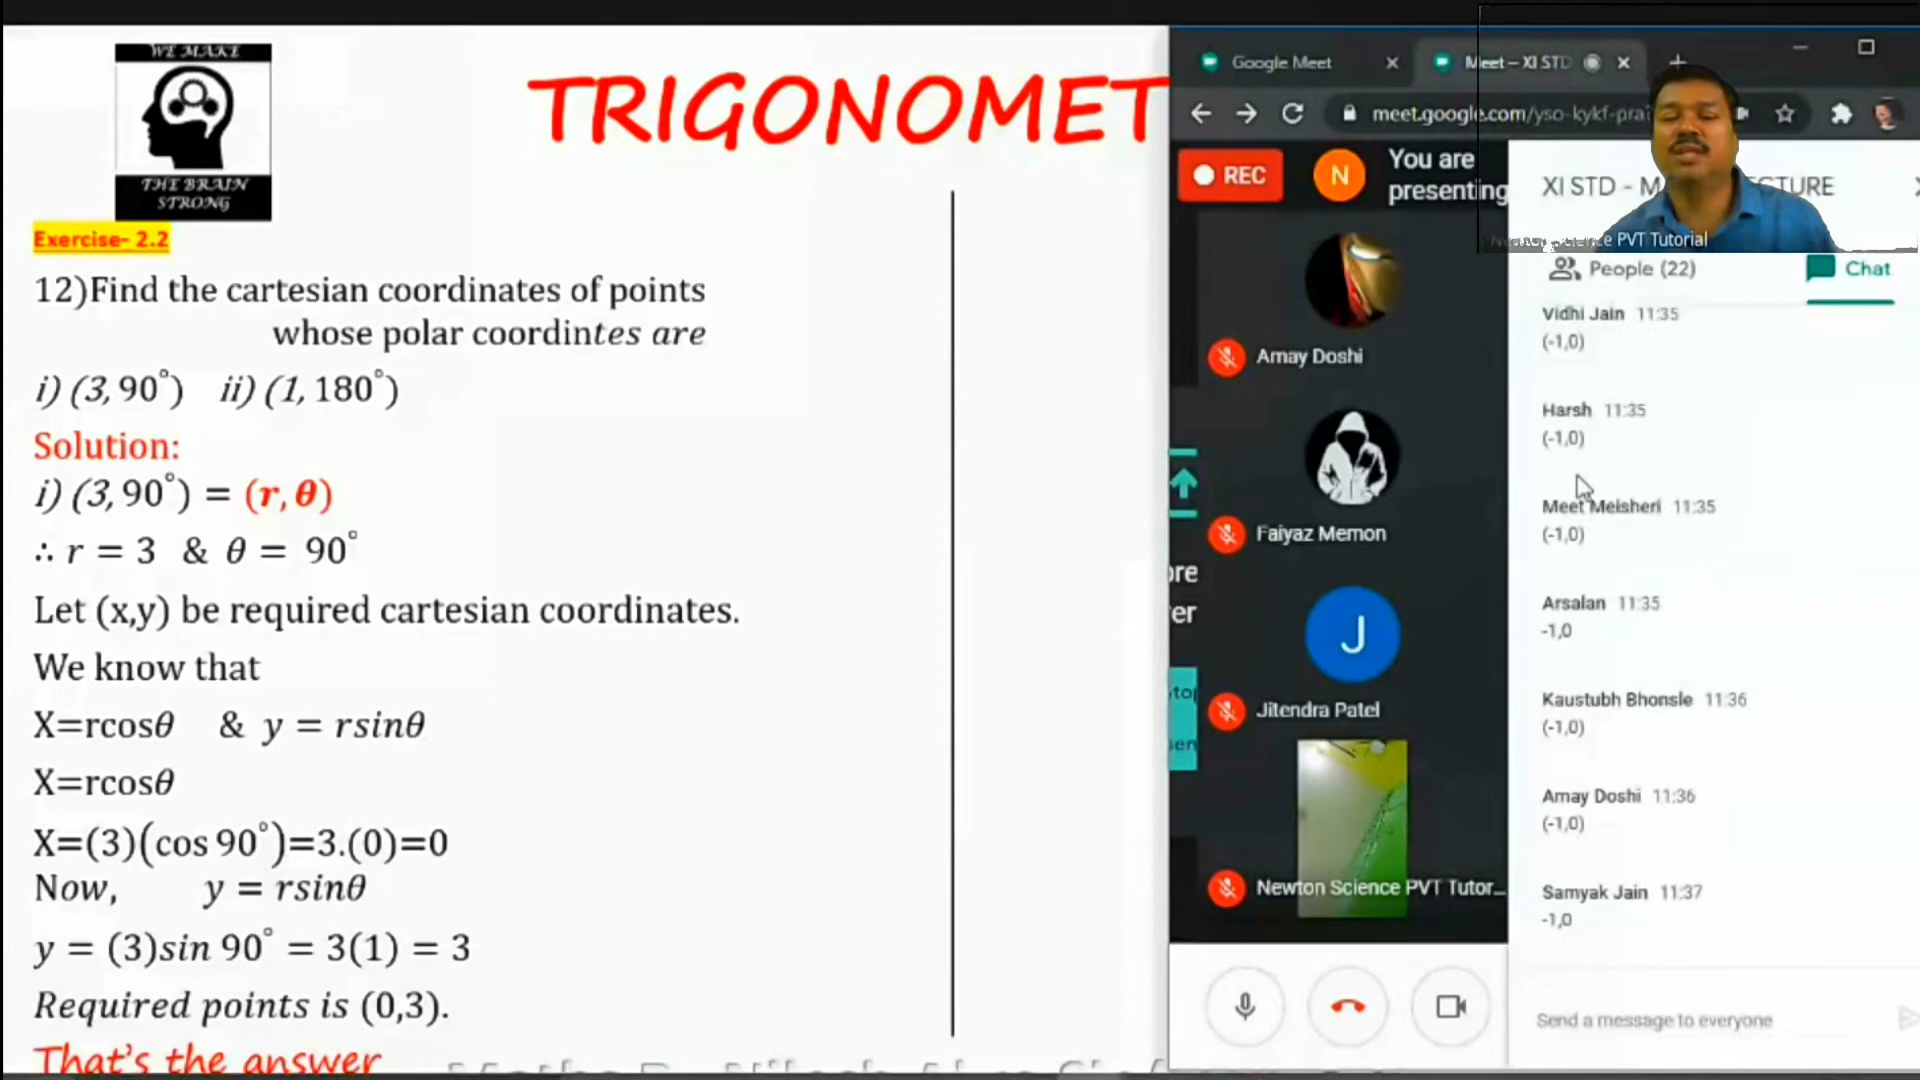 WE MAKE
THE BRAIN
STRONG
TRIGONOMET
Exercise- 2.2
12)Find the cartesian coordinates of points
whose polar coordintes are
i) (3, 90°) ii) (1, 180°)
Solution:
i) (3, 90°) = (r, θ)
∴ r = 3 & θ = 90°
Let (x,y) be required cartesian coordinates.
We know that
X=rcosθ & y = rsinθ
X=rcosθ
X=(3)(cos 90°)=3.(0)=0
Now, y = rsinθ
y = (3)sin 90° = 3(1) = 3
Required points is (0,3).
That's the answer
Google Meet
Meet – XI STD
meet.google.com/yso-kykf-pra
REC
N
You are
presenting
XI STD - M
CTURE
Science PVT Tutorial
People (22)
Chat
Amay Doshi
Faiyaz Memon
J
Jitendra Patel
Newton Science PVT Tutor...
Vidhi Jain 11:35
(-1,0)
Harsh 11:35
(-1,0)
Meet Meisheri 11:35
(-1,0)
Arsalan 11:35
-1,0
Kaustubh Bhonsle 11:36
(-1,0)
Amay Doshi 11:36
(-1,0)
Samyak Jain 11:37
-1,0
Send a message to everyone